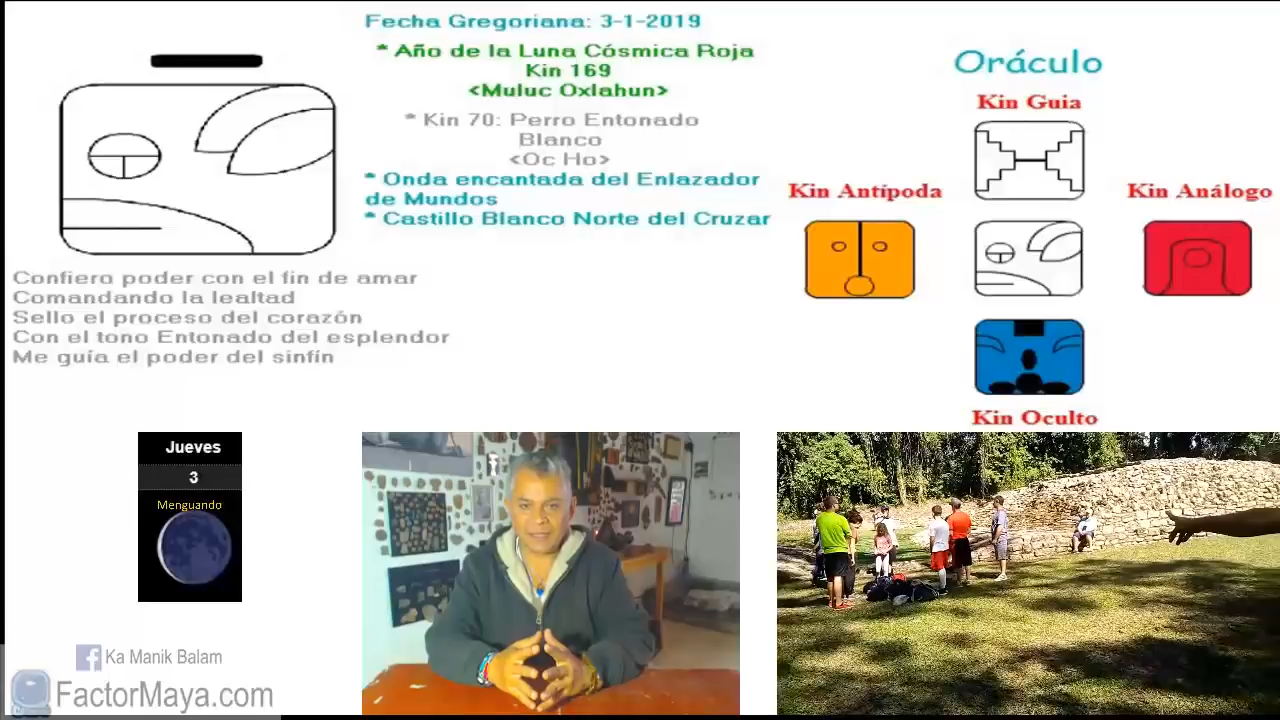 Fecha Gregoriana: 3-1-2019
* Año de la Luna Cósmica Roja
Kin 169
<Muluc Oxlahun>
* Kin 70: Perro Entonado
Blanco
<Oc Ho>
* Onda encantada del Enlazador
de Mundos
* Castillo Blanco Norte del Cruzar
Confiero poder con el fin de amar
Comandando la lealtad
Sello el proceso del corazón
Con el tono Entonado del esplendor
Me guía el poder del sinfín
Oráculo
Kin Guia
Kin Antípoda
Kin Análogo
Kin Oculto
Jueves
3
Menguando
Ka Manik Balam
FactorMaya.com